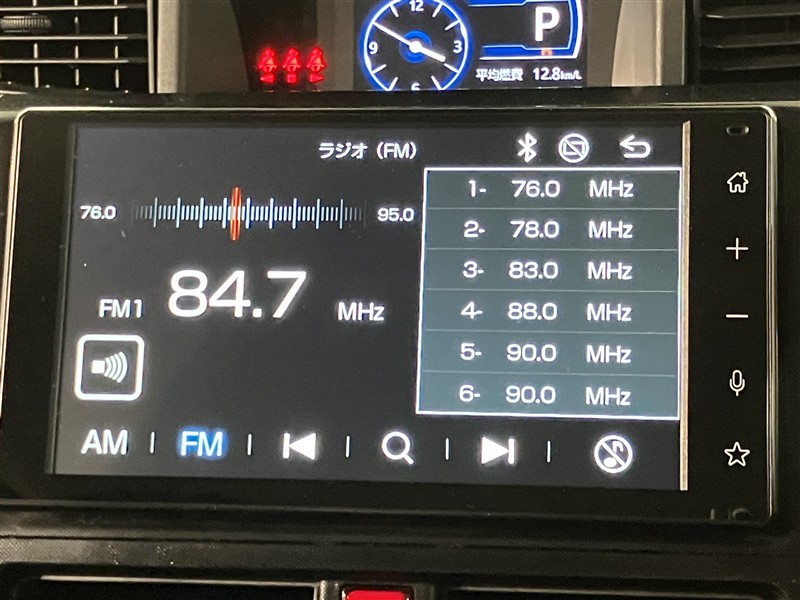 12
9 3
6
P
平均燃費 12.8km/L
ラジオ (FM)
76.0 95.0
FM1 84.7 MHz
1- 76.0 MHz
2- 78.0 MHz
3- 83.0 MHz
4- 88.0 MHz
5- 90.0 MHz
6- 90.0 MHz
AM FM